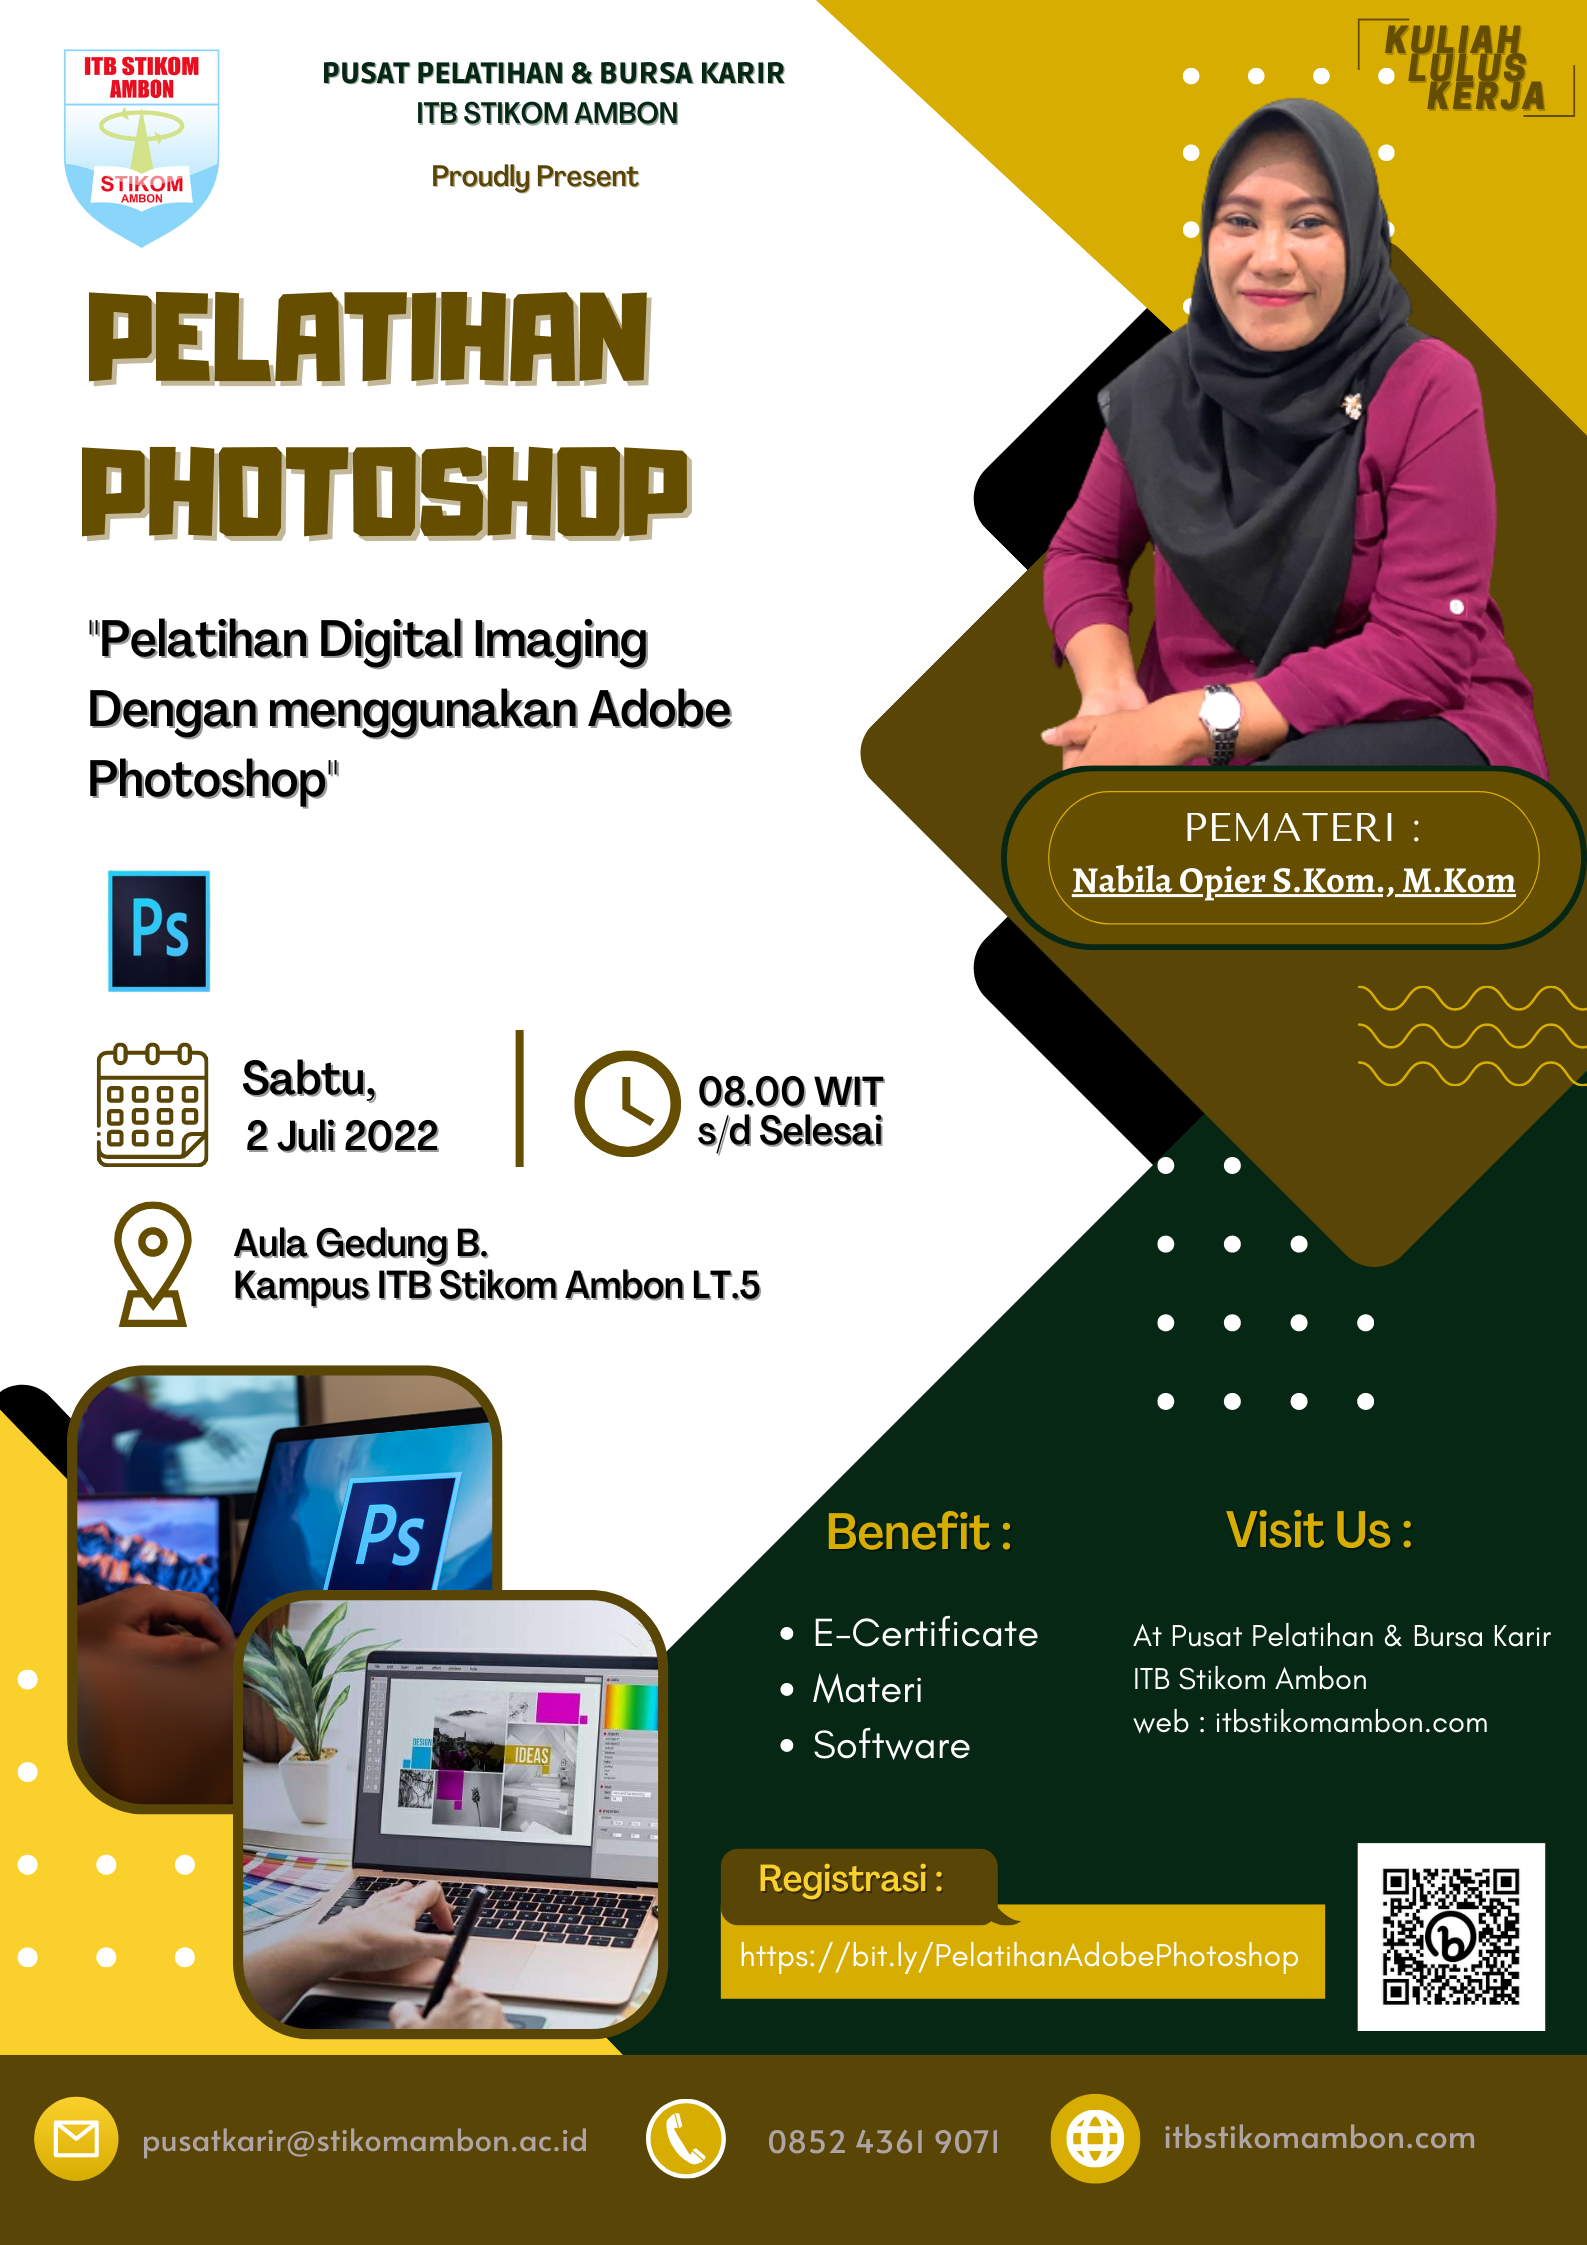 ITB STIKOM
AMBON
STIKOM
AMBON
PUSAT PELATIHAN & BURSA KARIR
ITB STIKOM AMBON
Proudly Present
KULIAH
LULUS
KERJA
PELATIHAN
PHOTOSHOP
"Pelatihan Digital Imaging
Dengan menggunakan Adobe
Photoshop"
PEMATERI :
Nabila Opier S.Kom., M.Kom
Ps
Sabtu,
2 Juli 2022
08.00 WIT
s/d Selesai
Aula Gedung B.
Kampus ITB Stikom Ambon LT.5
Ps
DESIGN
IDEAS
Benefit :
• E-Certificate
• Materi
• Software
Visit Us :
At Pusat Pelatihan & Bursa Karir
ITB Stikom Ambon
web : itbstikomambon.com
Registrasi :
https://bit.ly/PelatihanAdobePhotoshop
b
pusatkarir@stikomambon.ac.id
0852 4361 9071
itbstikomambon.com